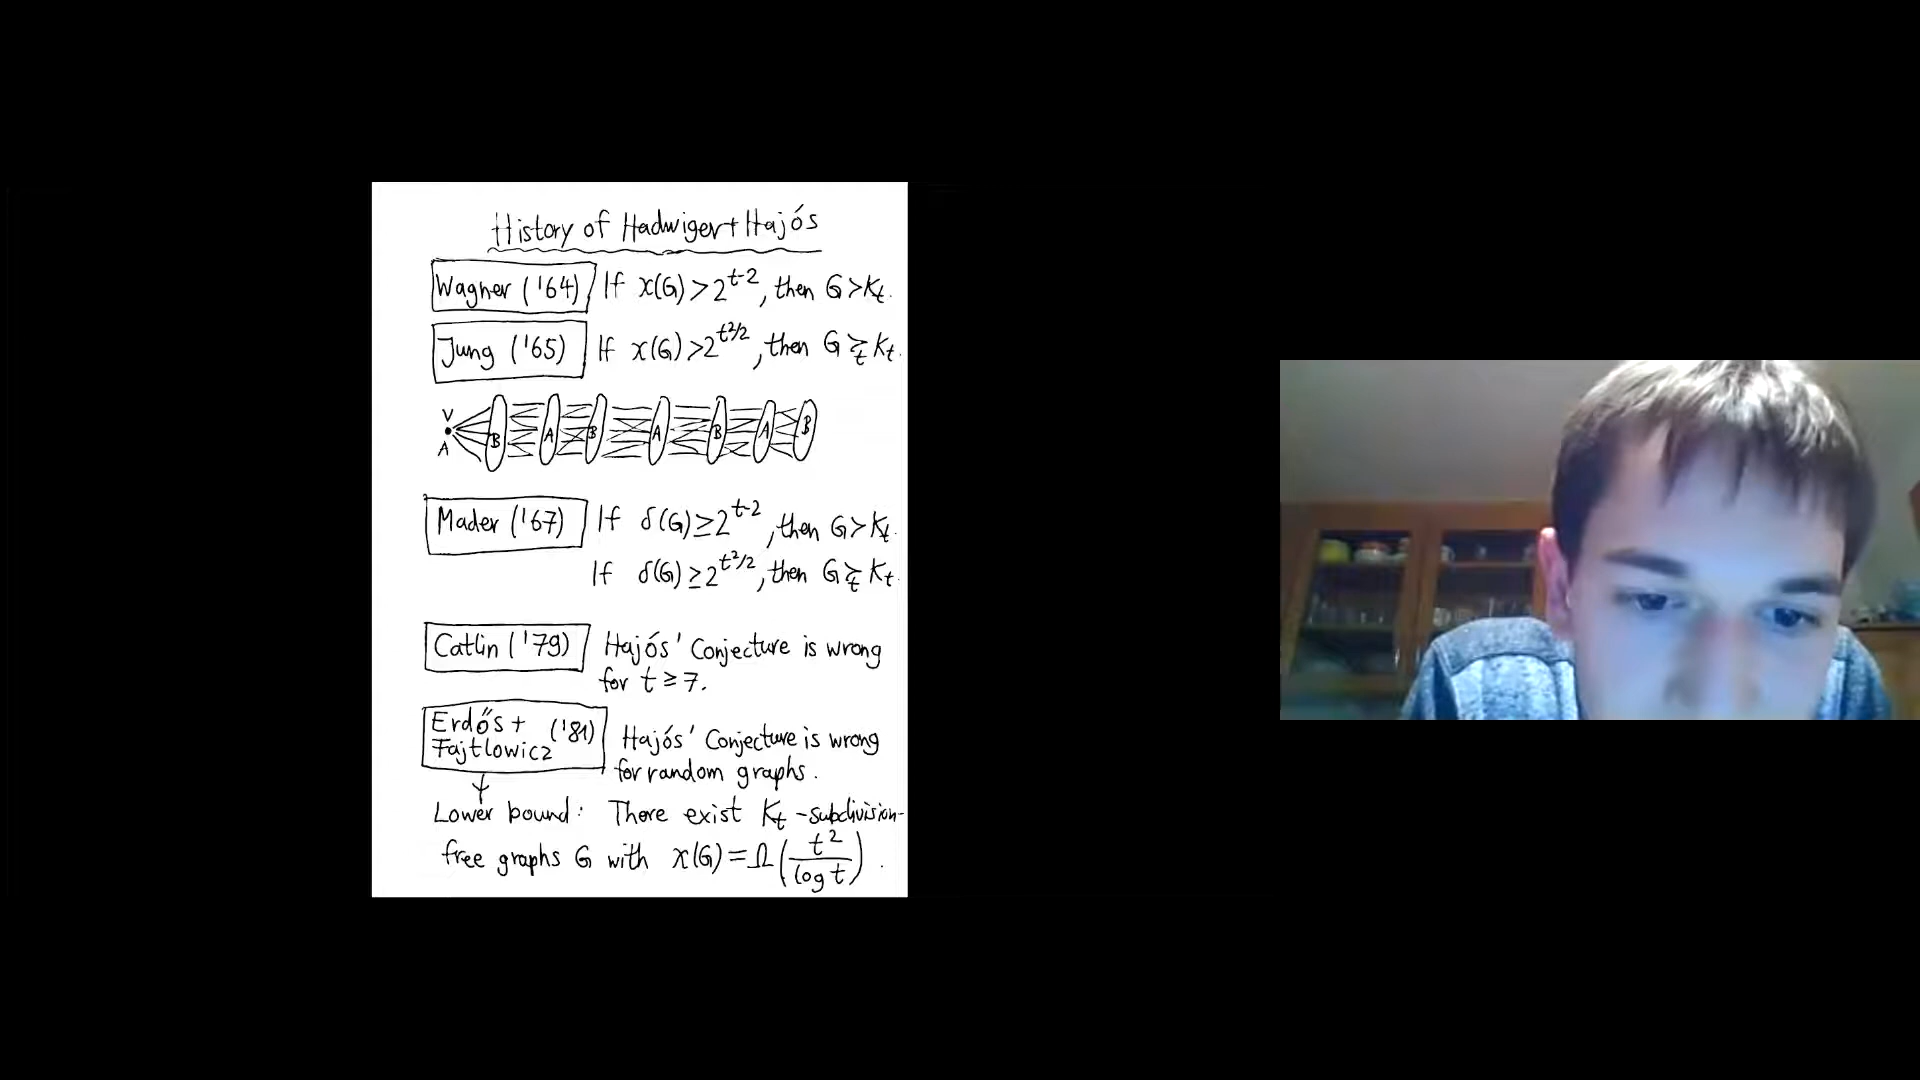 History of Hadwiger+Hajós
Wagner ('64) If χ(G)>2^{t-2}, then G>K_t.
Jung ('65) If χ(G)>2^{t²/2}, then G≥_t K_t.
V
A B A B A B A B
Mader ('67) If δ(G)≥2^{t-2}, then G>K_t.
If δ(G)≥2^{t²/2}, then G≥_t K_t.
Catlin ('79) Hajós' Conjecture is wrong
for t≥7.
Erdős+
Fajtlowicz ('81) Hajós' Conjecture is wrong
for random graphs.
Lower bound: There exist K_t-subdivision-
free graphs G with χ(G)=Ω(t²/log t).